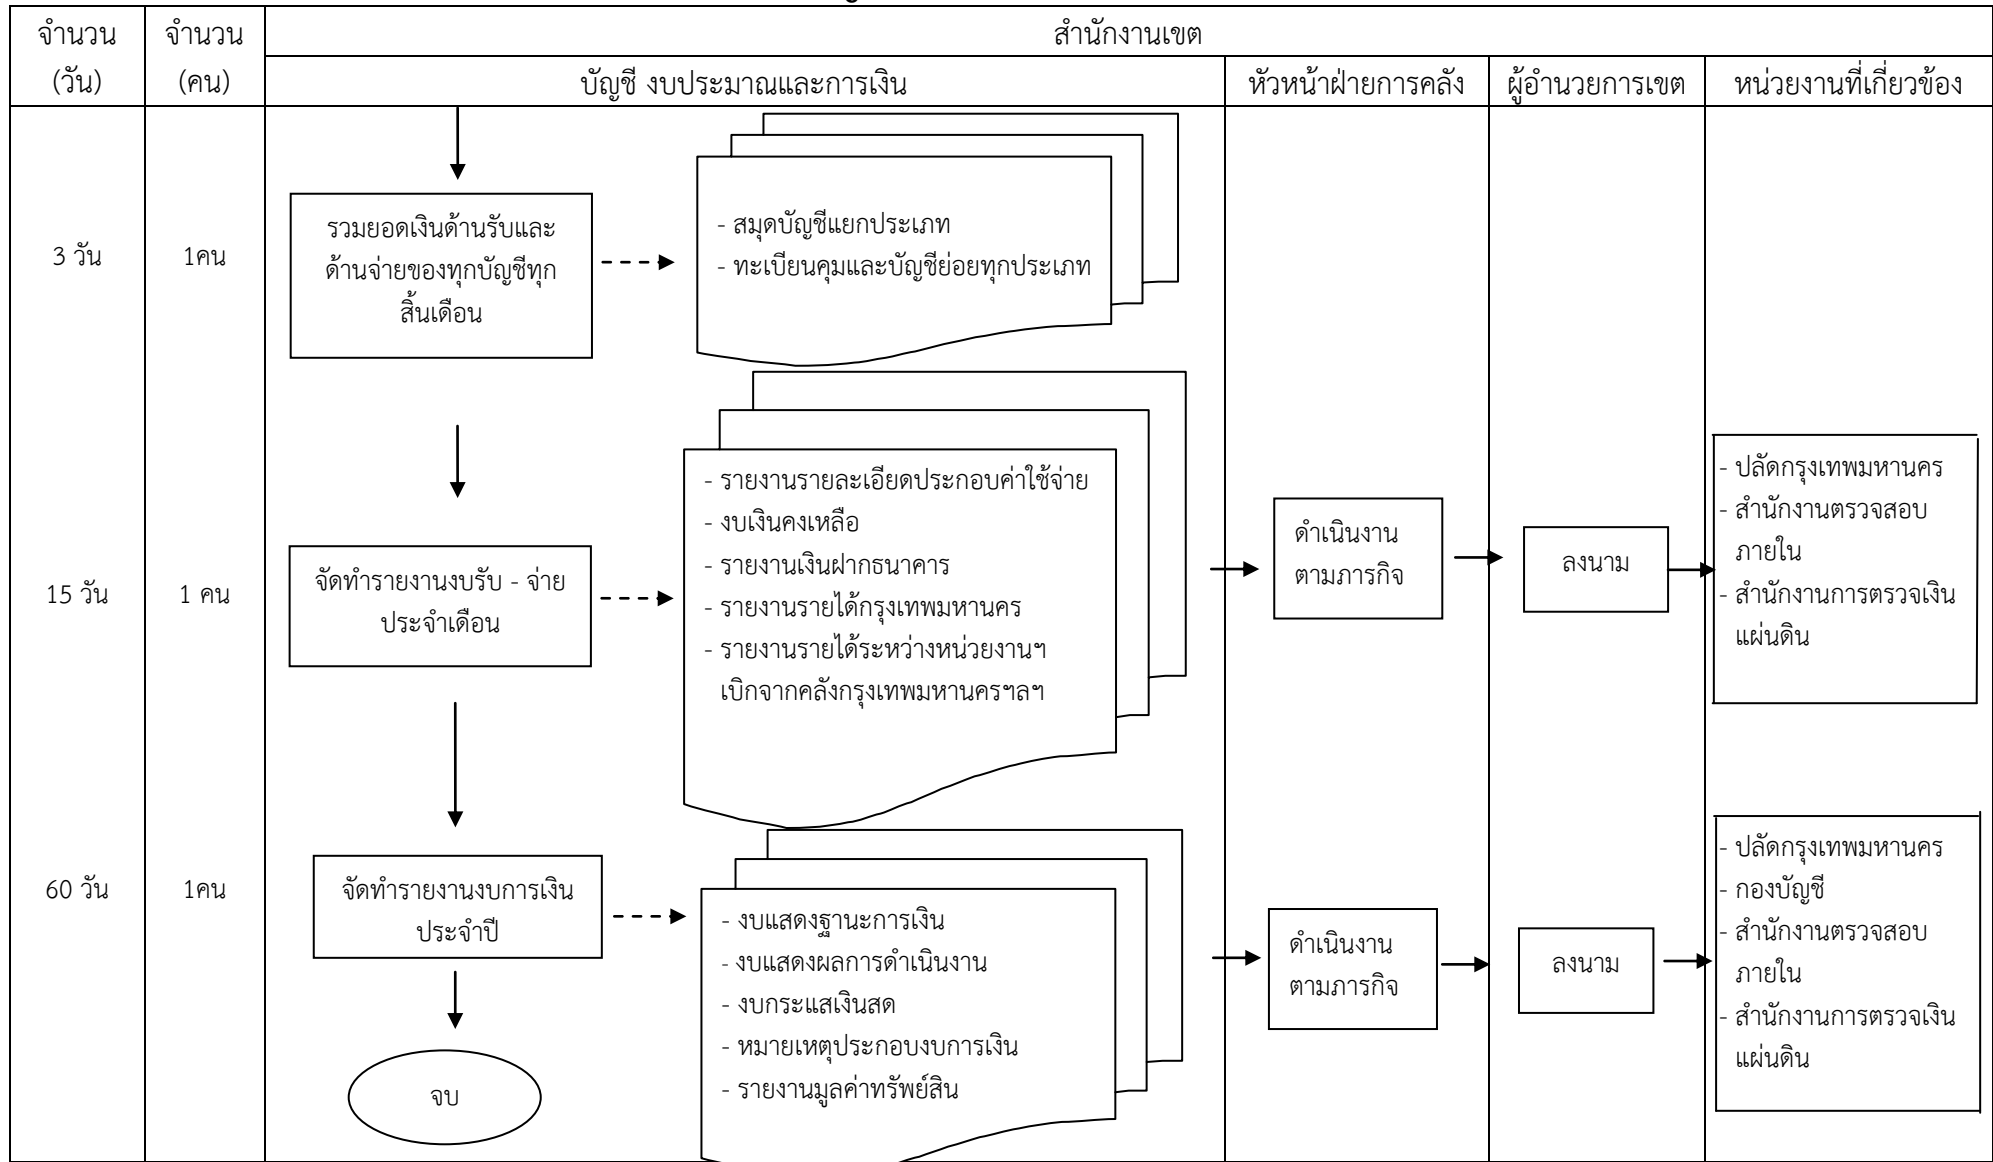 จำนวน
(วัน)
จำนวน
(คน)
สำนักงานเขต
บัญชี งบประมาณและการเงิน
หัวหน้าฝ่ายการคลัง
ผู้อำนวยการเขต
หน่วยงานที่เกี่ยวข้อง
3 วัน
1คน
รวมยอดเงินด้านรับและ
ด้านจ่ายของทุกบัญชีทุก
สิ้นเดือน
- สมุดบัญชีแยกประเภท
- ทะเบียนคุมและบัญชีย่อยทุกประเภท
15 วัน
1 คน
จัดทำรายงานงบรับ - จ่าย
ประจำเดือน
- รายงานรายละเอียดประกอบค่าใช้จ่าย
- งบเงินคงเหลือ
- รายงานเงินฝากธนาคาร
- รายงานรายได้กรุงเทพมหานคร
- รายงานรายได้ระหว่างหน่วยงานฯ
เบิกจากคลังกรุงเทพมหานครฯลฯ
ดำเนินงาน
ตามภารกิจ
ลงนาม
- ปลัดกรุงเทพมหานคร
- สำนักงานตรวจสอบ
ภายใน
- สำนักงานการตรวจเงิน
แผ่นดิน
60 วัน
1คน
จัดทำรายงานงบการเงิน
ประจำปี
- งบแสดงฐานะการเงิน
- งบแสดงผลการดำเนินงาน
- งบกระแสเงินสด
- หมายเหตุประกอบงบการเงิน
- รายงานมูลค่าทรัพย์สิน
ดำเนินงาน
ตามภารกิจ
ลงนาม
- ปลัดกรุงเทพมหานคร
- กองบัญชี
- สำนักงานตรวจสอบ
ภายใน
- สำนักงานการตรวจเงิน
แผ่นดิน
จบ